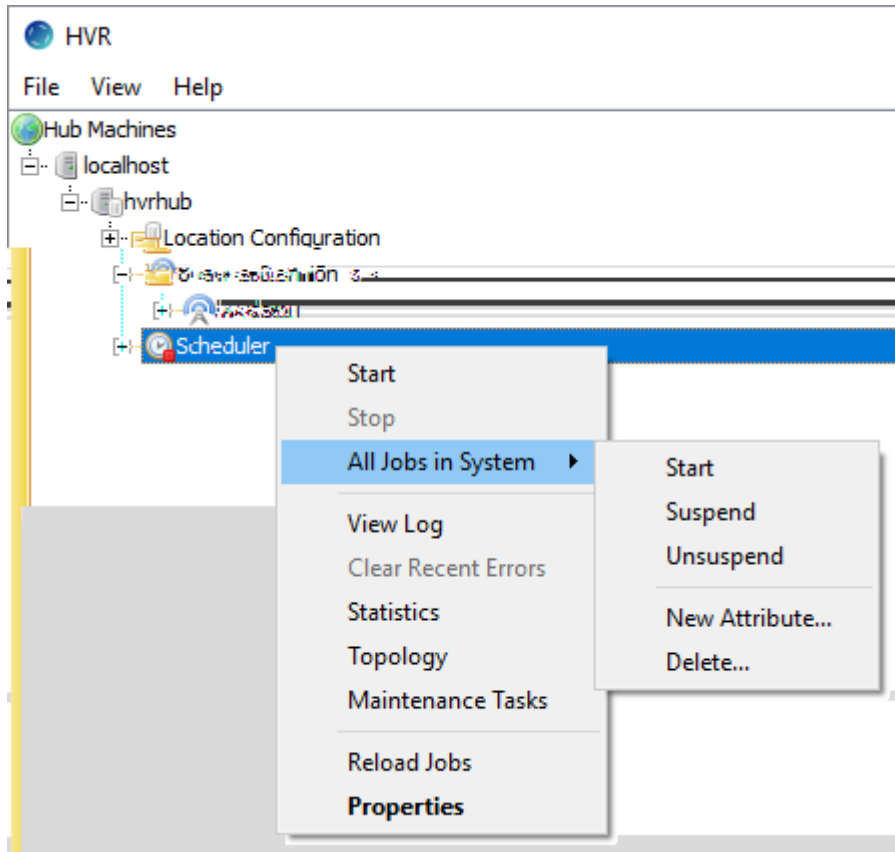 HVR
File View Help
Hub Machines
localhost
hvrhub
Location Configuration
Scheduler
Start
Stop
All Jobs in System
View Log
Clear Recent Errors
Statistics
Topology
Maintenance Tasks
Reload Jobs
Properties
Start
Suspend
Unsuspend
New Attribute...
Delete...